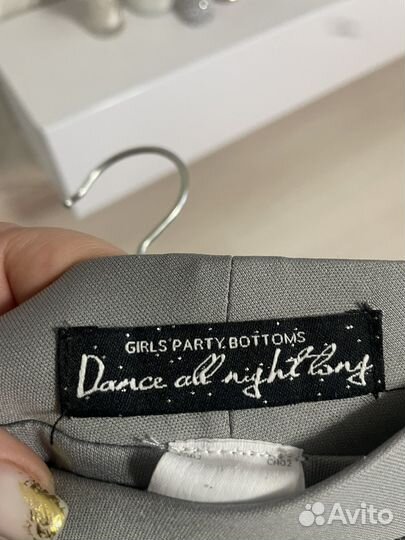 GIRLS PARTY BOTTOMS
Dance all night long
Avito